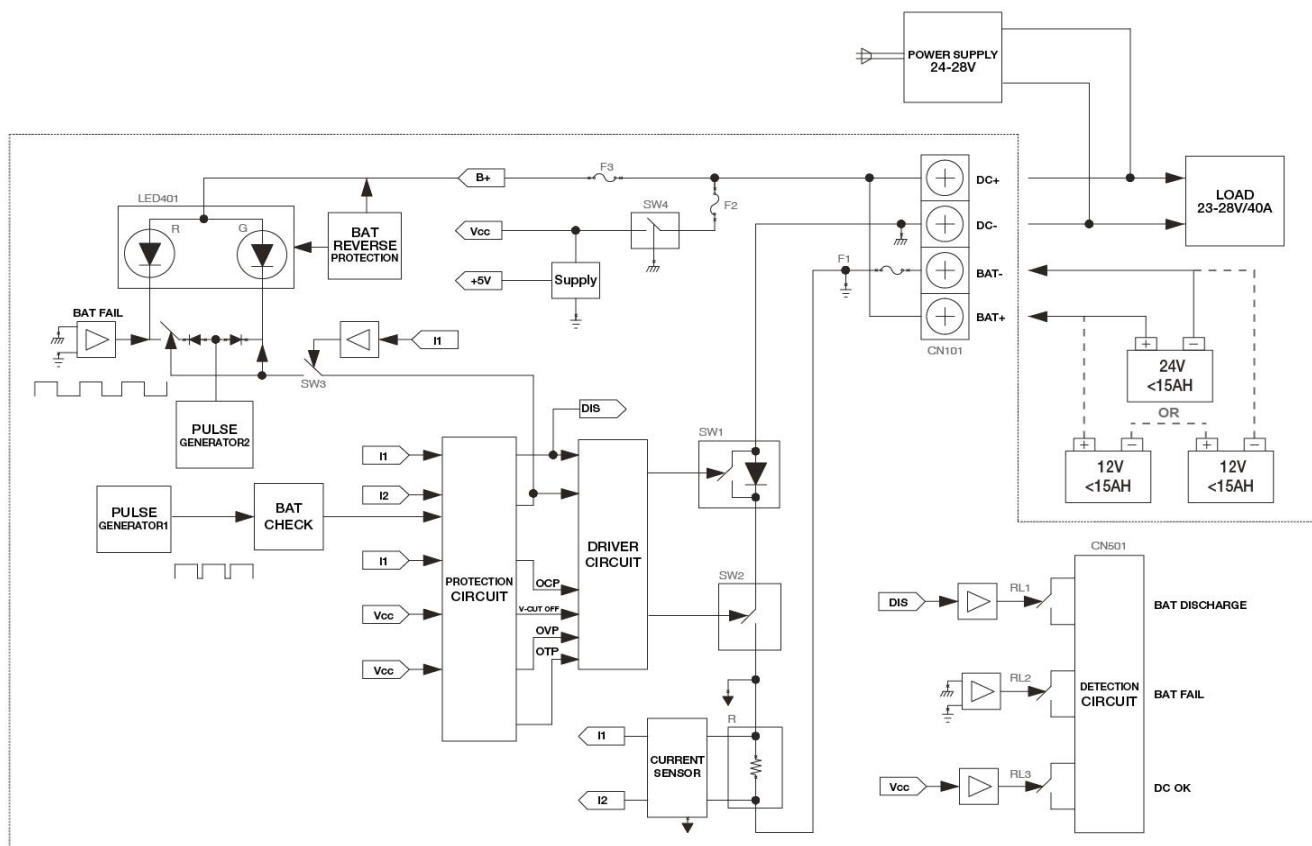 POWER SUPPLY
24-28V
LOAD
23-28V/40A
DC+
DC-
BAT-
BAT+
CN101
F3
F2
F1
B+
SW4
Vcc
+5V
Supply
LED401
R
G
BAT
REVERSE
PROTECTION
BAT FAIL
I1
SW3
PULSE
GENERATOR2
DIS
24V
<15AH
OR
12V
<15AH
12V
<15AH
PULSE
GENERATOR1
BAT
CHECK
I1
I2
I1
Vcc
Vcc
PROTECTION
CIRCUIT
OCP
V-CUT OFF
OVP
OTP
DRIVER
CIRCUIT
SW1
SW2
R
I1
I2
CURRENT
SENSOR
CN501
DIS
RL1
BAT DISCHARGE
RL2
BAT FAIL
DETECTION
CIRCUIT
Vcc
RL3
DC OK
+
-
+
-
+
-